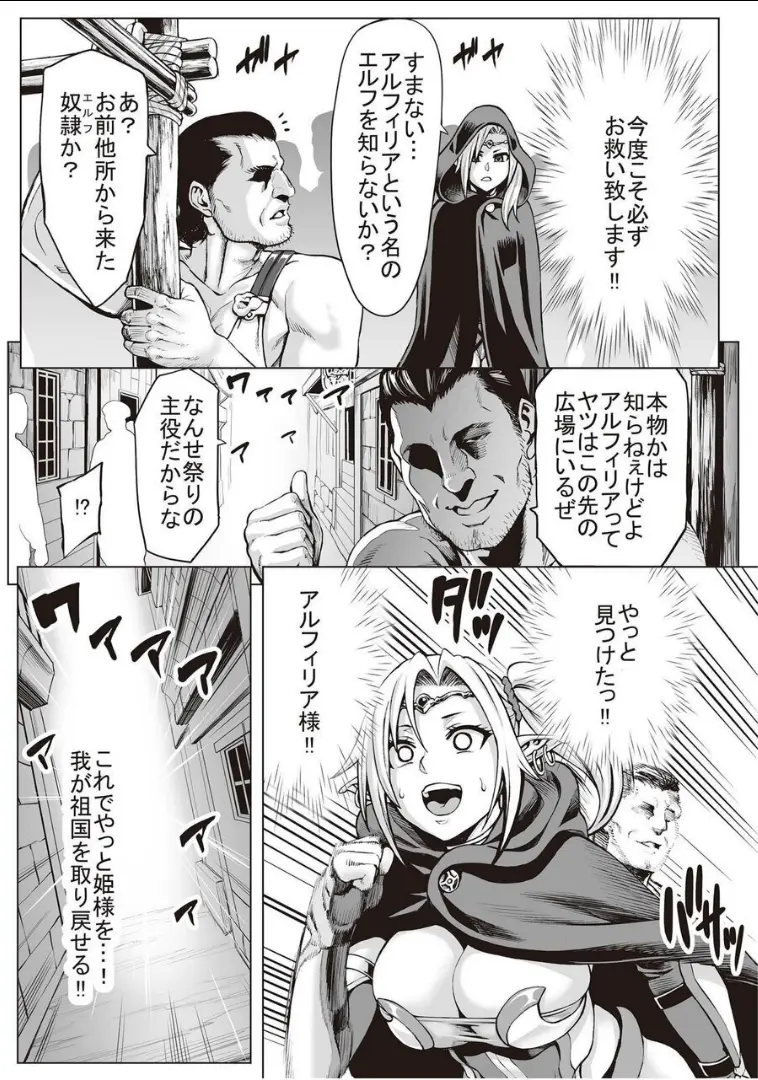 今度こそ必ず
お救い致します!!
ザッ
ザッ
すまない…
アルフィリアという名の
エルフを知らないか？
ザッ
ザッ
あ？
お前他所から来た
奴隷か？
エルフ
本物かは
知らねぇけどよ
アルフィリアって
ヤツはこの先の
広場にいるぜ
なんせ祭りの
主役だからな
!?
やっと
見つけたっ!!
ダッ
アルフィリア様!!
バサッ
ワァァァ
これでやっと姫様を…！
我が祖国を取り戻せる!!